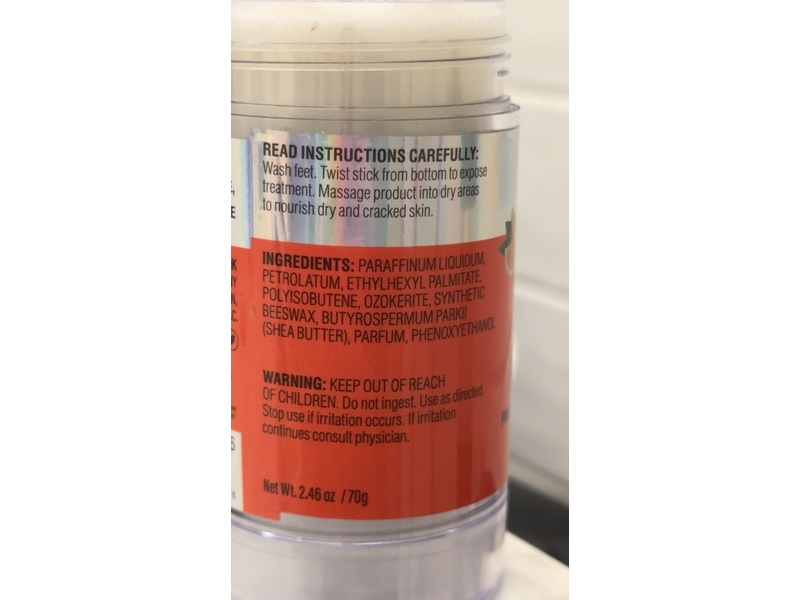 READ INSTRUCTIONS CAREFULLY:
Wash feet. Twist stick from bottom to expose
treatment. Massage product into dry areas
to nourish dry and cracked skin.
INGREDIENTS: PARAFFINUM LIQUIDUM,
PETROLATUM, ETHYLHEXYL PALMITATE,
POLYISOBUTENE, OZOKERITE, SYNTHETIC
BEESWAX, BUTYROSPERMUM PARKII
(SHEA BUTTER), PARFUM, PHENOXYETHANOL
WARNING: KEEP OUT OF REACH
OF CHILDREN. Do not ingest. Use as directed.
Stop use if irritation occurs. If irritation
continues consult physician.
Net Wt. 2.46 oz / 70g